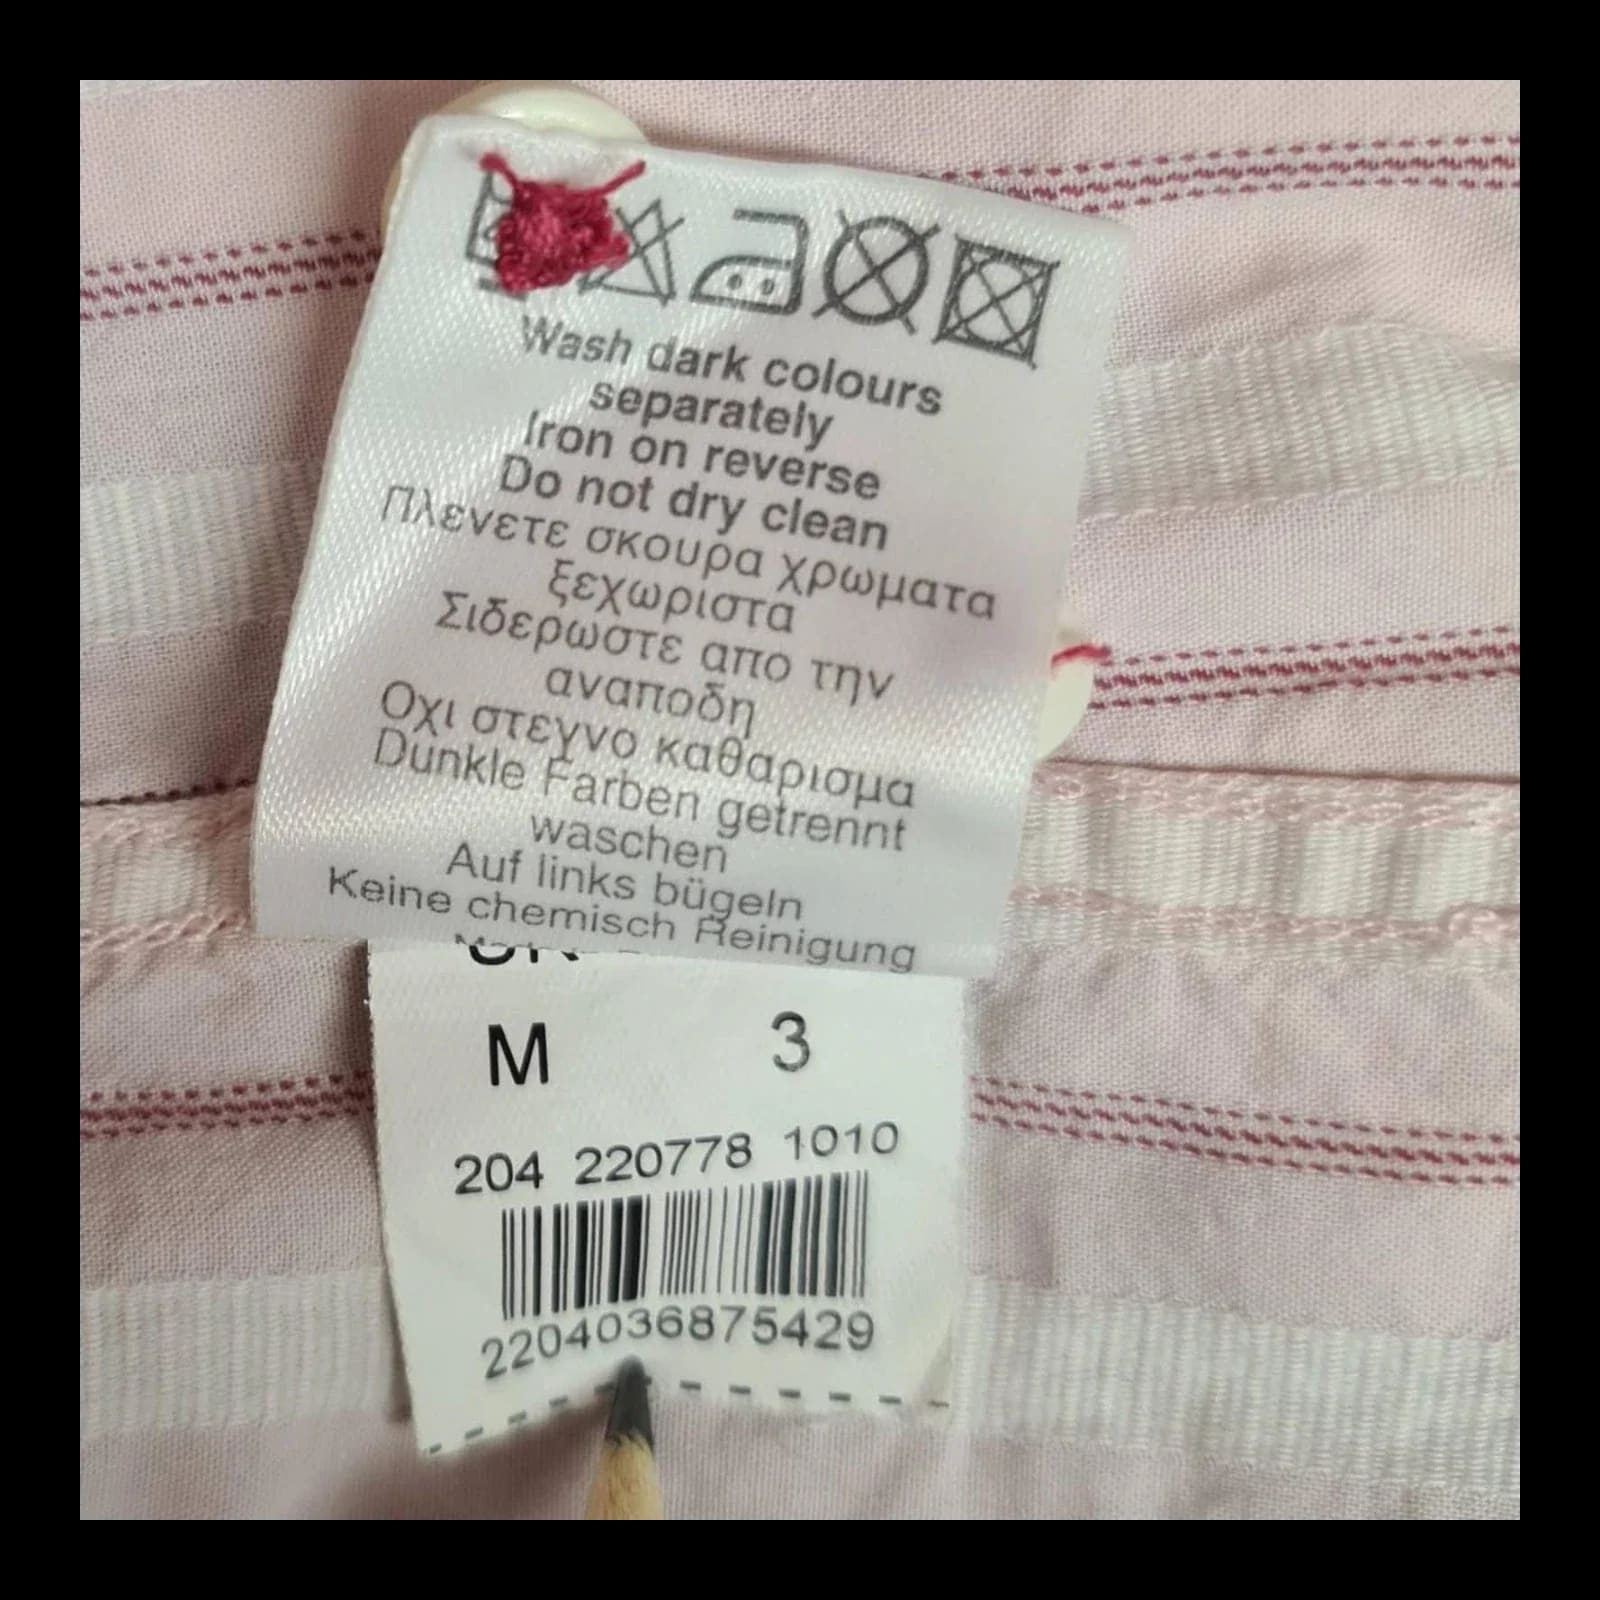 Wash dark colours
separately
Iron on reverse
Do not dry clean
Πλενετε σκουρα χρωματα
ξεχωριστα
Σιδερωστε απο την
αναποδη
Οχι στεγνο καθαρισμα
Dunkle Farben getrennt
waschen
Auf links bügeln
Keine chemisch Reinigung
M 3
204 220778 1010
2204036875429